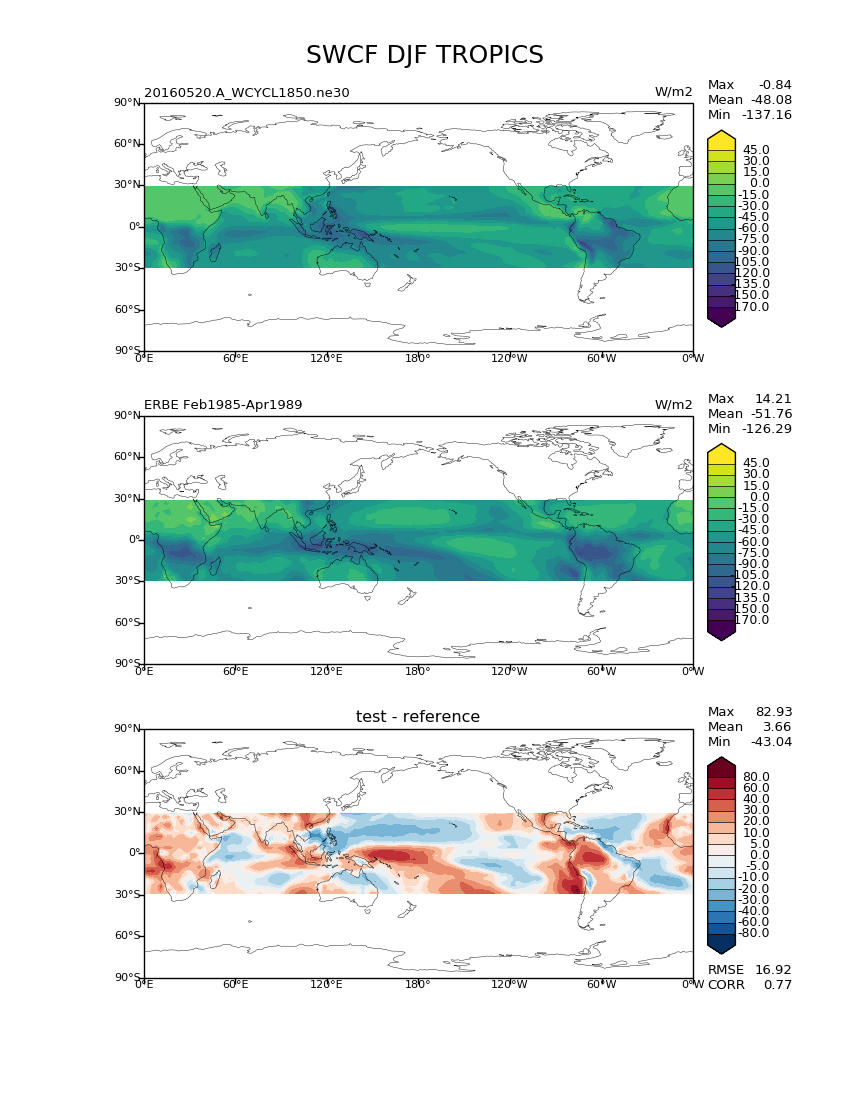 SWCF DJF TROPICS
20160520.A_WCYCL1850.ne30 W/m2
Max -0.84
Mean -48.08
Min -137.16
90°N
60°N
30°N
0°
30°S
60°S
90°S
0°E 60°E 120°E 180° 120°W 60°W 0°W
45.0
30.0
15.0
0.0
-15.0
-30.0
-45.0
-60.0
-75.0
-90.0
-105.0
-120.0
-135.0
-150.0
-170.0
ERBE Feb1985-Apr1989 W/m2
Max 14.21
Mean -51.76
Min -126.29
90°N
60°N
30°N
0°
30°S
60°S
90°S
0°E 60°E 120°E 180° 120°W 60°W 0°W
45.0
30.0
15.0
0.0
-15.0
-30.0
-45.0
-60.0
-75.0
-90.0
-105.0
-120.0
-135.0
-150.0
-170.0
test - reference
Max 82.93
Mean 3.66
Min -43.04
90°N
60°N
30°N
0°
30°S
60°S
90°S
0°E 60°E 120°E 180° 120°W 60°W 0°W
80.0
60.0
40.0
30.0
20.0
10.0
5.0
0.0
-5.0
-10.0
-20.0
-30.0
-40.0
-60.0
-80.0
RMSE 16.92
CORR 0.77